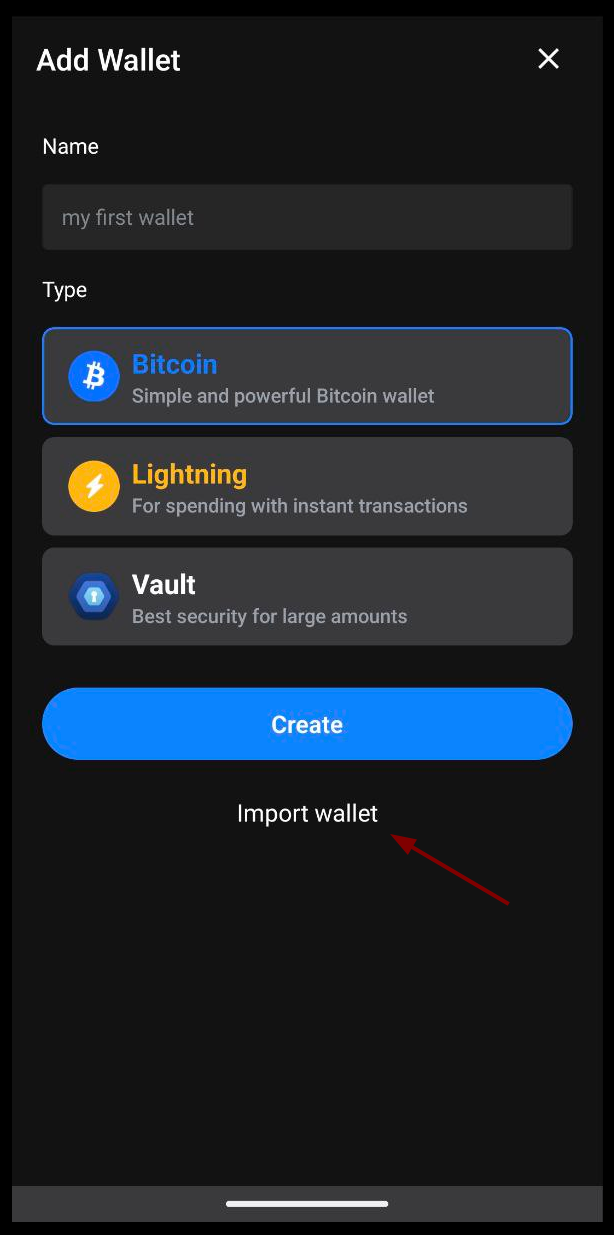 Add Wallet
Name
my first wallet
Type
Bitcoin
Simple and powerful Bitcoin wallet
Lightning
For spending with instant transactions
Vault
Best security for large amounts
Create
Import wallet